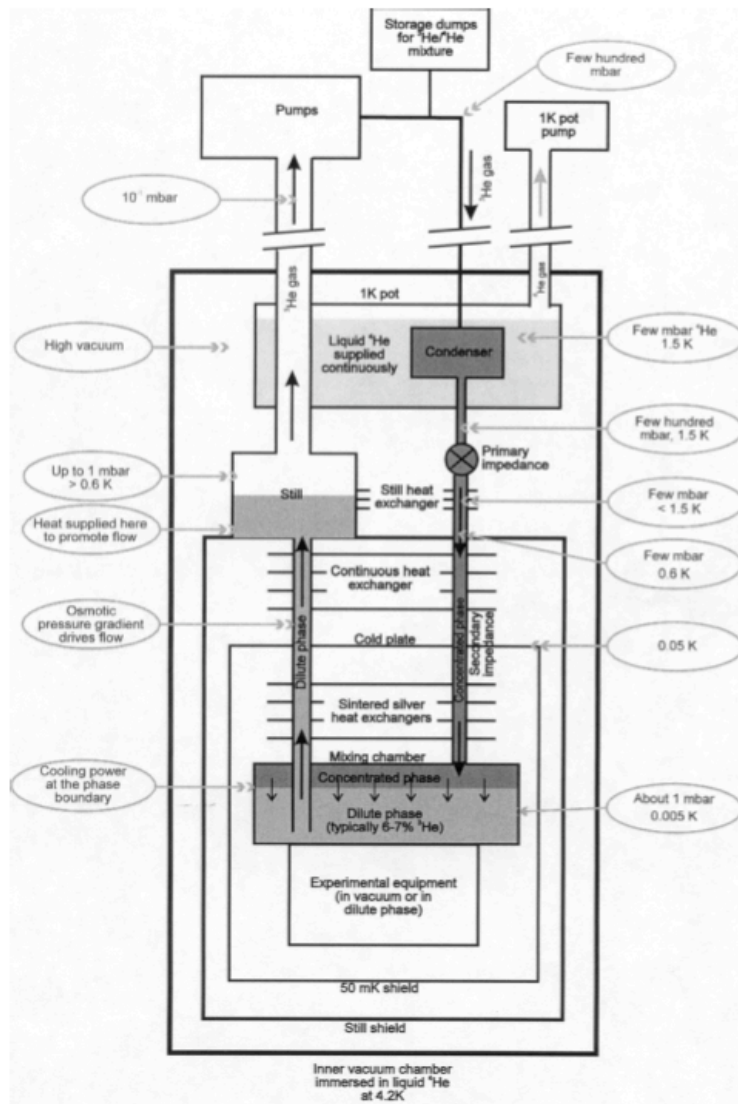 Storage dumps
for ³He/⁴He
mixture
Few hundred
mbar
Pumps
1K pot
pump
³He gas
10⁻¹ mbar
³He gas
⁴He gas
1K pot
High vacuum
Liquid ⁴He
supplied
continuously
Condenser
Few mbar ⁴He
1.5 K
Few hundred
mbar, 1.5 K
Primary
impedance
Up to 1 mbar
> 0.6 K
Still
Still heat
exchanger
Few mbar
< 1.5 K
Heat supplied here
to promote flow
Few mbar
0.6 K
Continuous heat
exchanger
Osmotic
pressure gradient
drives flow
Dilute phase
Concentrated phase
Secondary
impedance
Cold plate
0.05 K
Sintered silver
heat exchangers
Mixing chamber
Cooling power
at the phase
boundary
Concentrated phase
Dilute phase
(typically 6-7% ³He)
About 1 mbar
0.005 K
Experimental equipment
(in vacuum or in
dilute phase)
50 mK shield
Still shield
Inner vacuum chamber
immersed in liquid ⁴He
at 4.2K